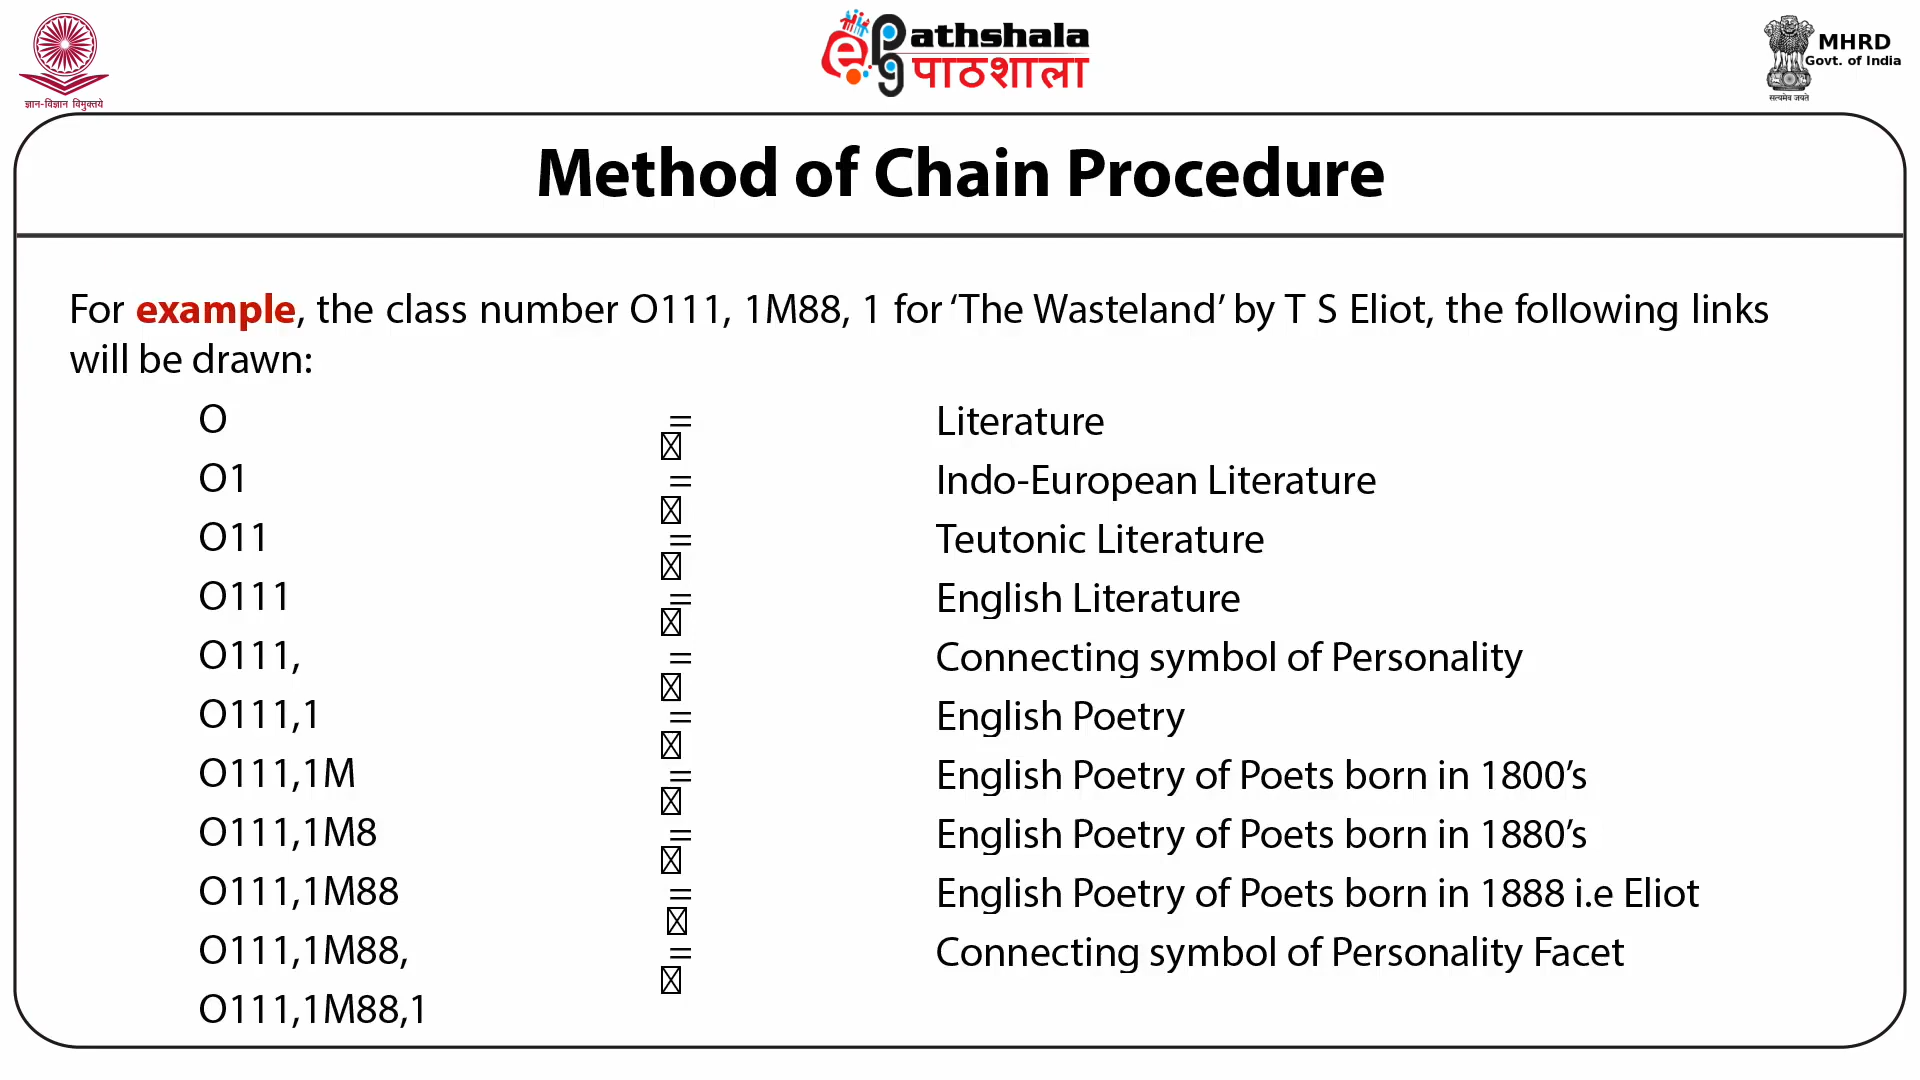 ज्ञान-विज्ञान विमुक्तये
ePathshala
पाठशाला
MHRD
Govt. of India
सत्यमेव जयते
Method of Chain Procedure
For example, the class number O111, 1M88, 1 for ‘The Wasteland’ by T S Eliot, the following links
will be drawn:
O = Literature
O1 = Indo-European Literature
O11 = Teutonic Literature
O111 = English Literature
O111, = Connecting symbol of Personality
O111,1 = English Poetry
O111,1M = English Poetry of Poets born in 1800’s
O111,1M8 = English Poetry of Poets born in 1880’s
O111,1M88 = English Poetry of Poets born in 1888 i.e Eliot
O111,1M88, = Connecting symbol of Personality Facet
O111,1M88,1